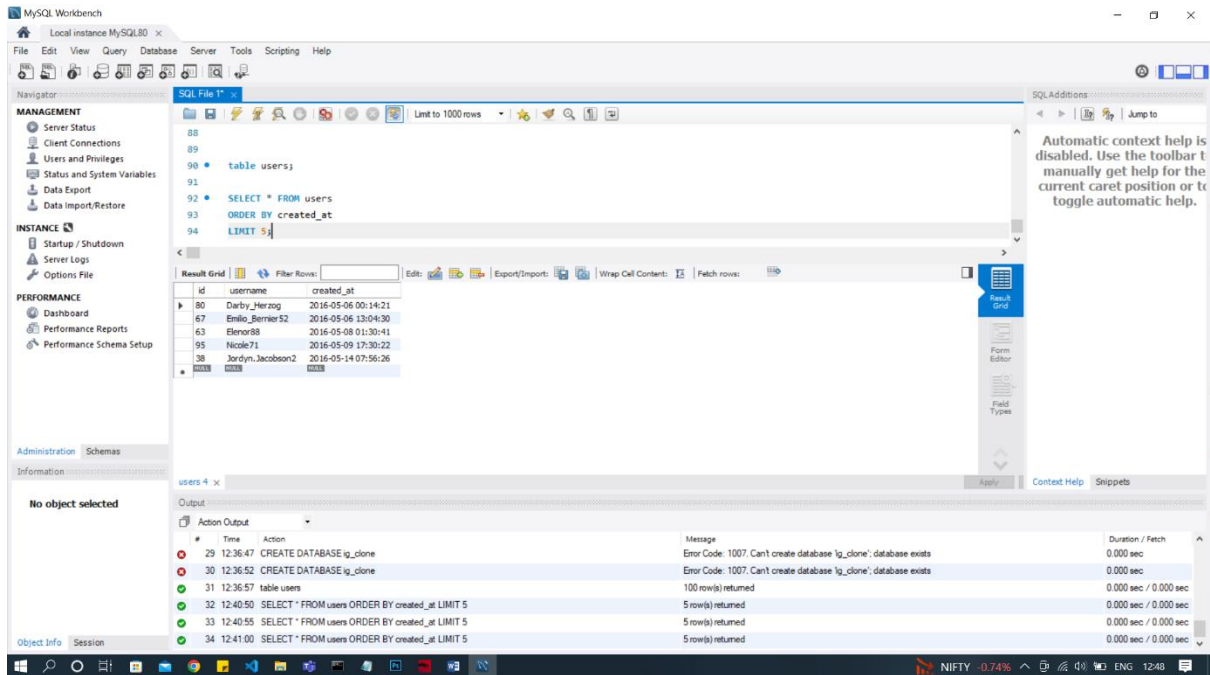 MySQL Workbench
Local instance MySQL80 ×
File Edit View Query Database Server Tools Scripting Help
Navigator
MANAGEMENT
Server Status
Client Connections
Users and Privileges
Status and System Variables
Data Export
Data Import/Restore
INSTANCE
Startup / Shutdown
Server Logs
Options File
PERFORMANCE
Dashboard
Performance Reports
Performance Schema Setup
Administration Schemas
Information
No object selected
Object Info Session
SQL File 1* ×
Limit to 1000 rows
88
89
90 table users;
91
92 SELECT * FROM users
93 ORDER BY created_at
94 LIMIT 5;
Result Grid Filter Rows: Edit: Export/Import: Wrap Cell Content: Fetch rows:
id username created_at
80 Darby_Herzog 2016-05-06 00:14:21
67 Emilio_Bernier52 2016-05-06 13:04:30
63 Elenor88 2016-05-08 01:30:41
95 Nicole71 2016-05-09 17:30:22
38 Jordyn.Jacobson2 2016-05-14 07:56:26
NULL NULL NULL
Result Grid
Form Editor
Field Types
users 4 ×
Apply
SQLAdditions
Jump to
Automatic context help is
disabled. Use the toolbar t
manually get help for the
current caret position or to
toggle automatic help.
Context Help Snippets
Output
Action Output
# Time Action Message Duration / Fetch
29 12:36:47 CREATE DATABASE ig_clone Error Code: 1007. Can't create database 'ig_clone'; database exists 0.000 sec
30 12:36:52 CREATE DATABASE ig_clone Error Code: 1007. Can't create database 'ig_clone'; database exists 0.000 sec
31 12:36:57 table users 100 row(s) returned 0.000 sec / 0.000 sec
32 12:40:50 SELECT * FROM users ORDER BY created_at LIMIT 5 5 row(s) returned 0.000 sec / 0.000 sec
33 12:40:55 SELECT * FROM users ORDER BY created_at LIMIT 5 5 row(s) returned 0.000 sec / 0.000 sec
34 12:41:00 SELECT * FROM users ORDER BY created_at LIMIT 5 5 row(s) returned 0.000 sec / 0.000 sec
NIFTY -0.74% ENG 12:48